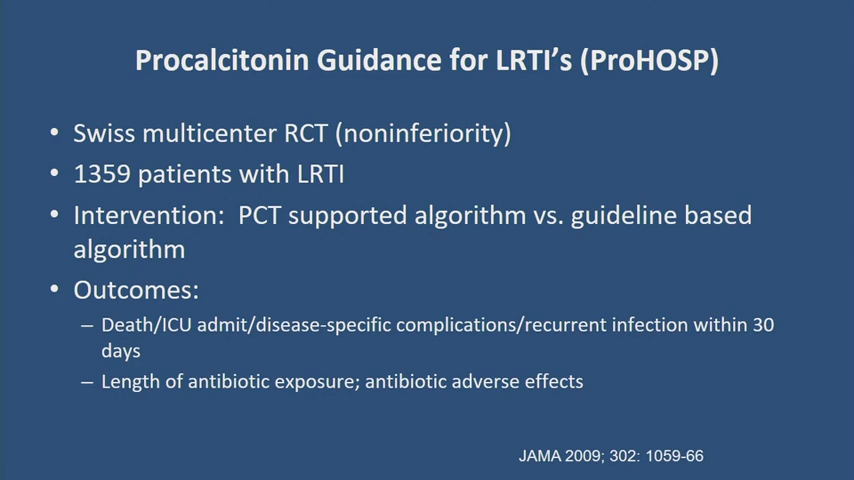 Procalcitonin Guidance for LRTI's (ProHOSP)
• Swiss multicenter RCT (noninferiority)
• 1359 patients with LRTI
• Intervention:  PCT supported algorithm vs. guideline based
algorithm
• Outcomes:
– Death/ICU admit/disease-specific complications/recurrent infection within 30
days
– Length of antibiotic exposure; antibiotic adverse effects
JAMA 2009; 302: 1059-66